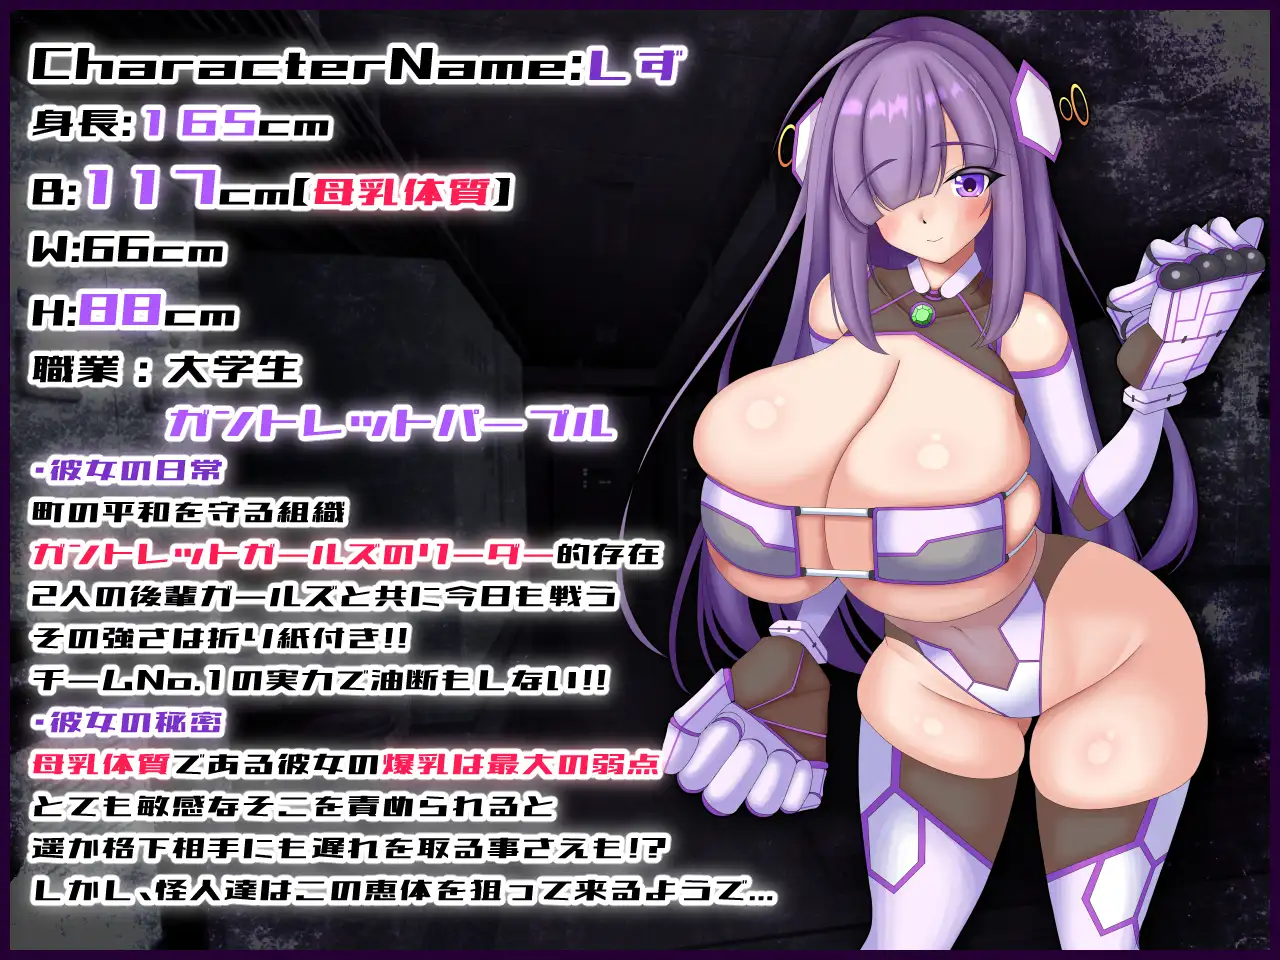 CharacterName:しず
身長:165cm
B:117cm【母乳体質】
W:66cm
H:88cm
職業：大学生
ガントレットパープル
・彼女の日常
町の平和を守る組織
ガントレットガールズのリーダー的存在
2人の後輩ガールズと共に今日も戦う
その強さは折り紙付き!!
チームNo.1の実力で油断もしない!!
・彼女の秘密
母乳体質である彼女の爆乳は最大の弱点
とても敏感なそこを責められると
遥か格下相手にも遅れを取る事さえも!?
しかし、怪人達はこの恵体を狙って来るようで...